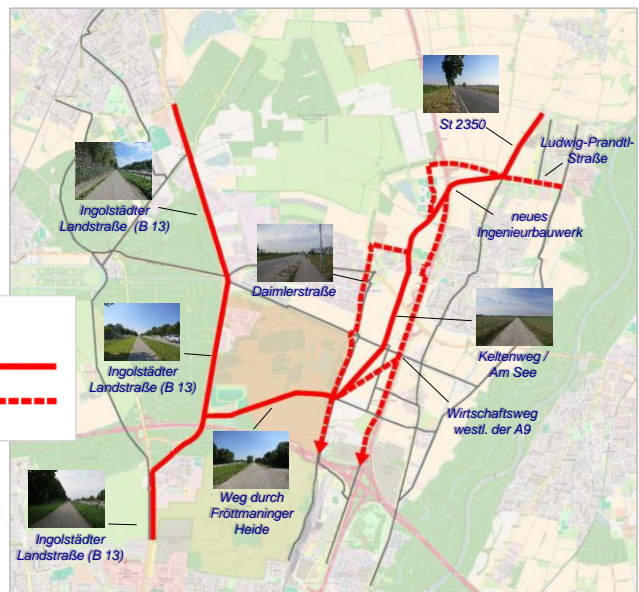 St 2350
Ludwig-Prandtl-
Straße
Ingolstädter
Landstraße (B 13)
neues
Ingenieurbauwerk
Daimlerstraße
Ingolstädter
Landstraße (B 13)
Keltenweg /
Am See
Wirtschaftsweg
westl. der A9
Weg durch
Fröttmaninger
Heide
Ingolstädter
Landstraße (B 13)